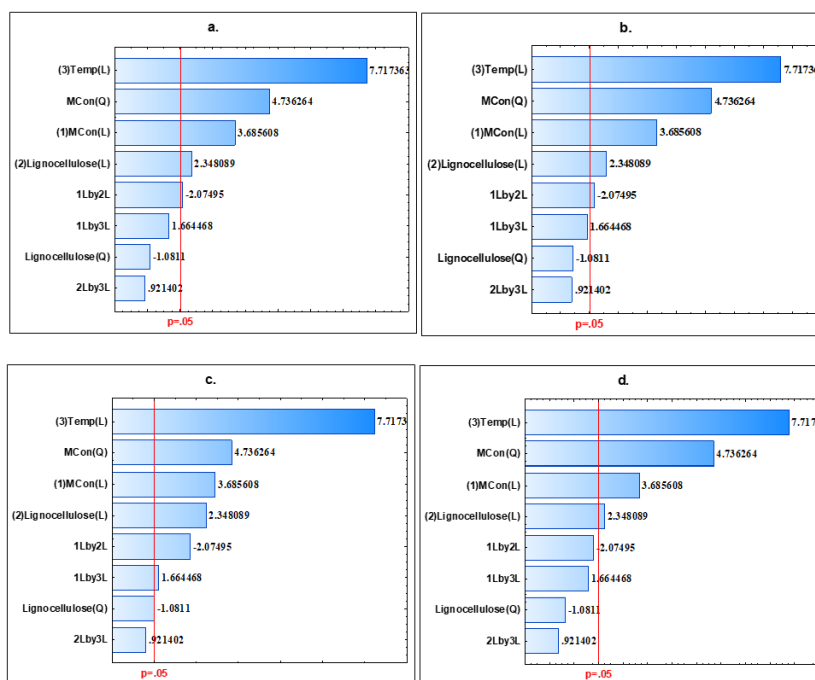 a.
(3)Temp(L) 7.717363
MCon(Q) 4.736264
(1)MCon(L) 3.685608
(2)Lignocellulose(L) 2.348089
1Lby2L -2.07495
1Lby3L 1.664468
Lignocellulose(Q) -1.0811
2Lby3L .921402
p=.05
b.
(3)Temp(L) 7.7173
MCon(Q) 4.736264
(1)MCon(L) 3.685608
(2)Lignocellulose(L) 2.348089
1Lby2L -2.07495
1Lby3L 1.664468
Lignocellulose(Q) -1.0811
2Lby3L .921402
p=.05
c.
(3)Temp(L) 7.7173
MCon(Q) 4.736264
(1)MCon(L) 3.685608
(2)Lignocellulose(L) 2.348089
1Lby2L -2.07495
1Lby3L 1.664468
Lignocellulose(Q) -1.0811
2Lby3L .921402
p=.05
d.
(3)Temp(L) 7.717
MCon(Q) 4.736264
(1)MCon(L) 3.685608
(2)Lignocellulose(L) 2.348089
1Lby2L -2.07495
1Lby3L 1.664468
Lignocellulose(Q) -1.0811
2Lby3L .921402
p=.05